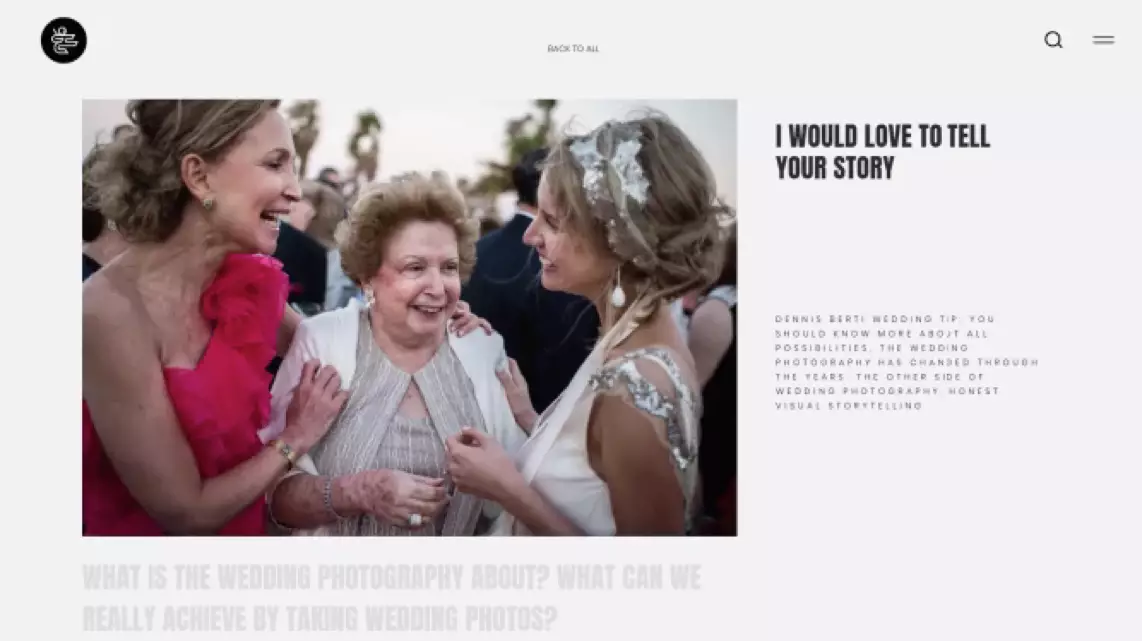 BACK TO ALL
I WOULD LOVE TO TELL
YOUR STORY
DENNIS BERTI WEDDING TIP: YOU
SHOULD KNOW MORE ABOUT ALL
POSSIBILITIES, THE WEDDING
PHOTOGRAPHY HAS CHANGED THROUGH
THE YEARS. THE OTHER SIDE OF
WEDDING PHOTOGRAPHY. HONEST
VISUAL STORYTELLING
WHAT IS THE WEDDING PHOTOGRAPHY ABOUT? WHAT CAN WE
REALLY ACHIEVE BY TAKING WEDDING PHOTOS?